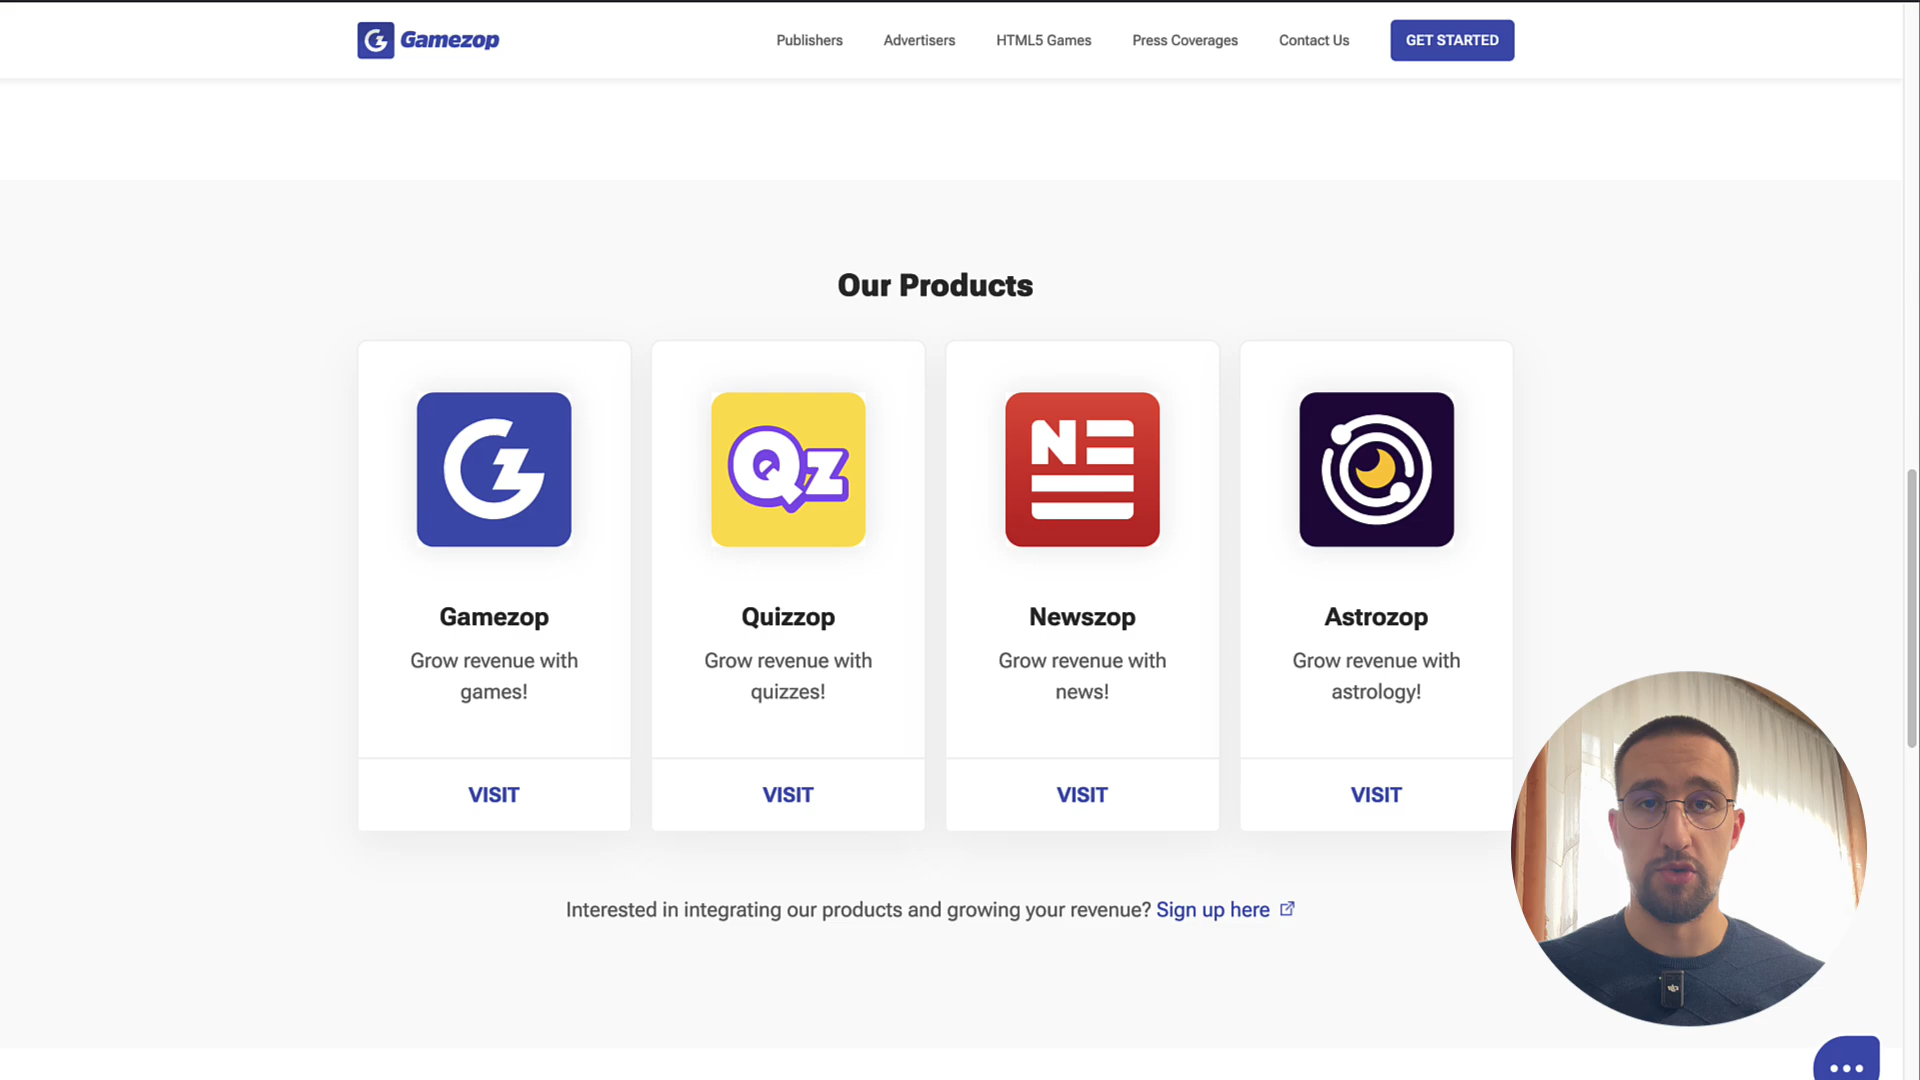 Gamezop
Publishers
Advertisers
HTML5 Games
Press Coverages
Contact Us
GET STARTED
Our Products
Qz
Gamezop
Grow revenue with
games!
VISIT
Quizzop
Grow revenue with
quizzes!
VISIT
Newszop
Grow revenue with
news!
VISIT
Astrozop
Grow revenue with
astrology!
VISIT
Interested in integrating our products and growing your revenue? Sign up here